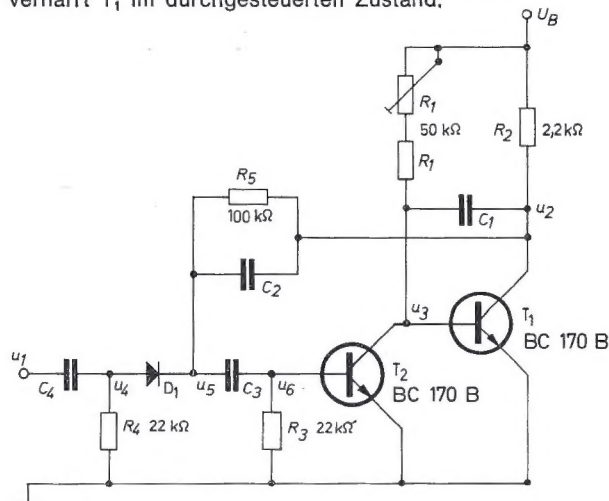 verharrt T₁ im durchgesteuerten Zustand,
U_B
R₁
50 kΩ
R₂
2,2kΩ
R₁
R₅
100 kΩ
C₁
u₂
C₂
u₃
T₁
BC 170 B
u₁
C₄
u₄
D₁
u₅
C₃
u₆
T₂
BC 170 B
R₄ 22 kΩ
R₃ 22kΩ